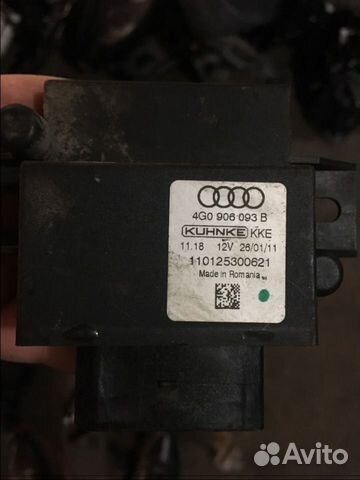 4G0 906 093 B
KUHNKE KKE
11.18 12V 26/01/11
110125300621
Made in Romania
Avito